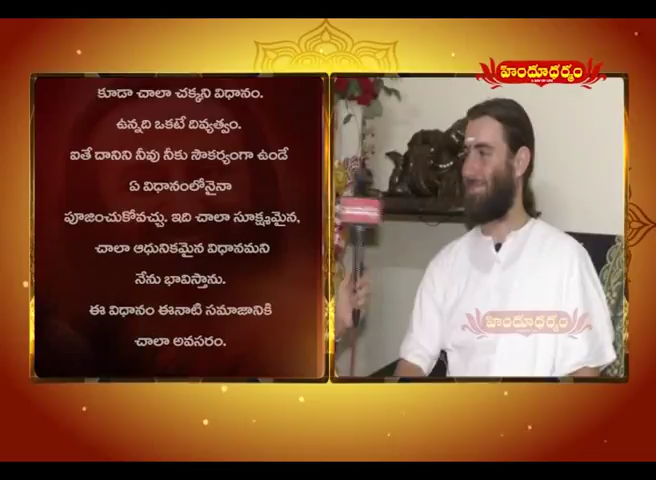 హిందూధర్మం
కూడా చాలా చక్కని విధానం.
ఉన్నది ఒకటే దివ్యత్వం.
ఐతే దానిని నీవు నీకు సౌకర్యంగా ఉండే
ఏ విధానంలోనైనా
పూజించుకోవచ్చు. ఇది చాలా సూక్ష్మమైన,
చాలా ఆధునికమైన విధానమని
నేను భావిస్తాను.
ఈ విధానం ఈనాటి సమాజానికి
చాలా అవసరం.
హిందూధర్మం